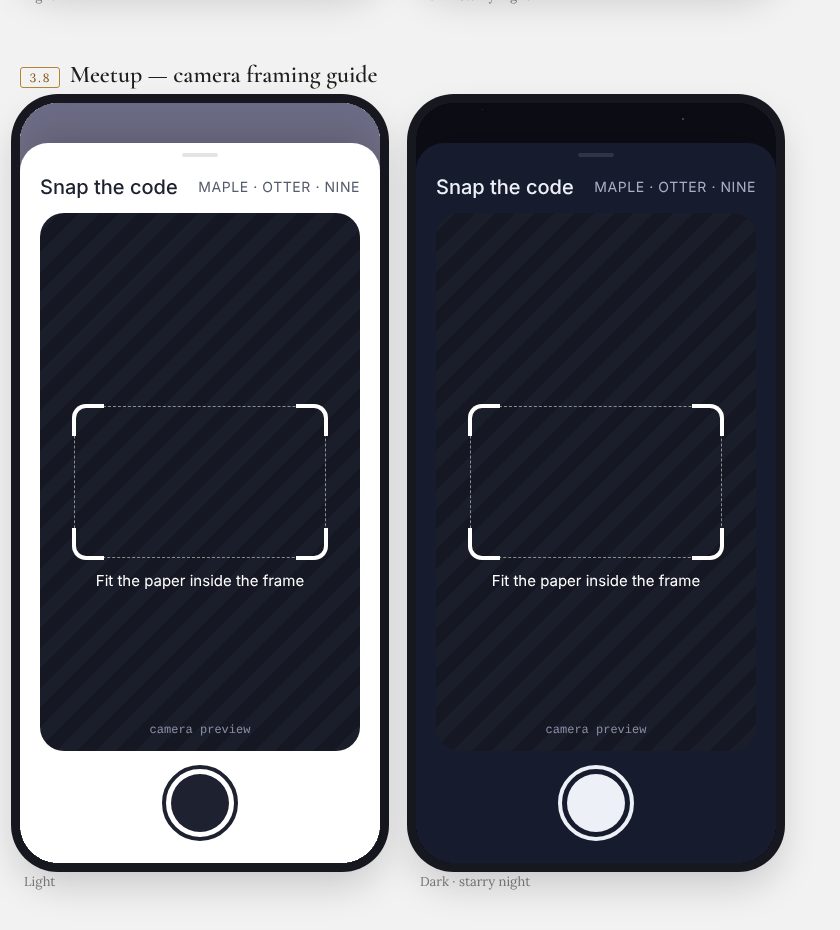 3.8 Meetup — camera framing guide
Snap the code MAPLE · OTTER · NINE
Fit the paper inside the frame
camera preview
Light
Snap the code MAPLE · OTTER · NINE
Fit the paper inside the frame
camera preview
Dark · starry night